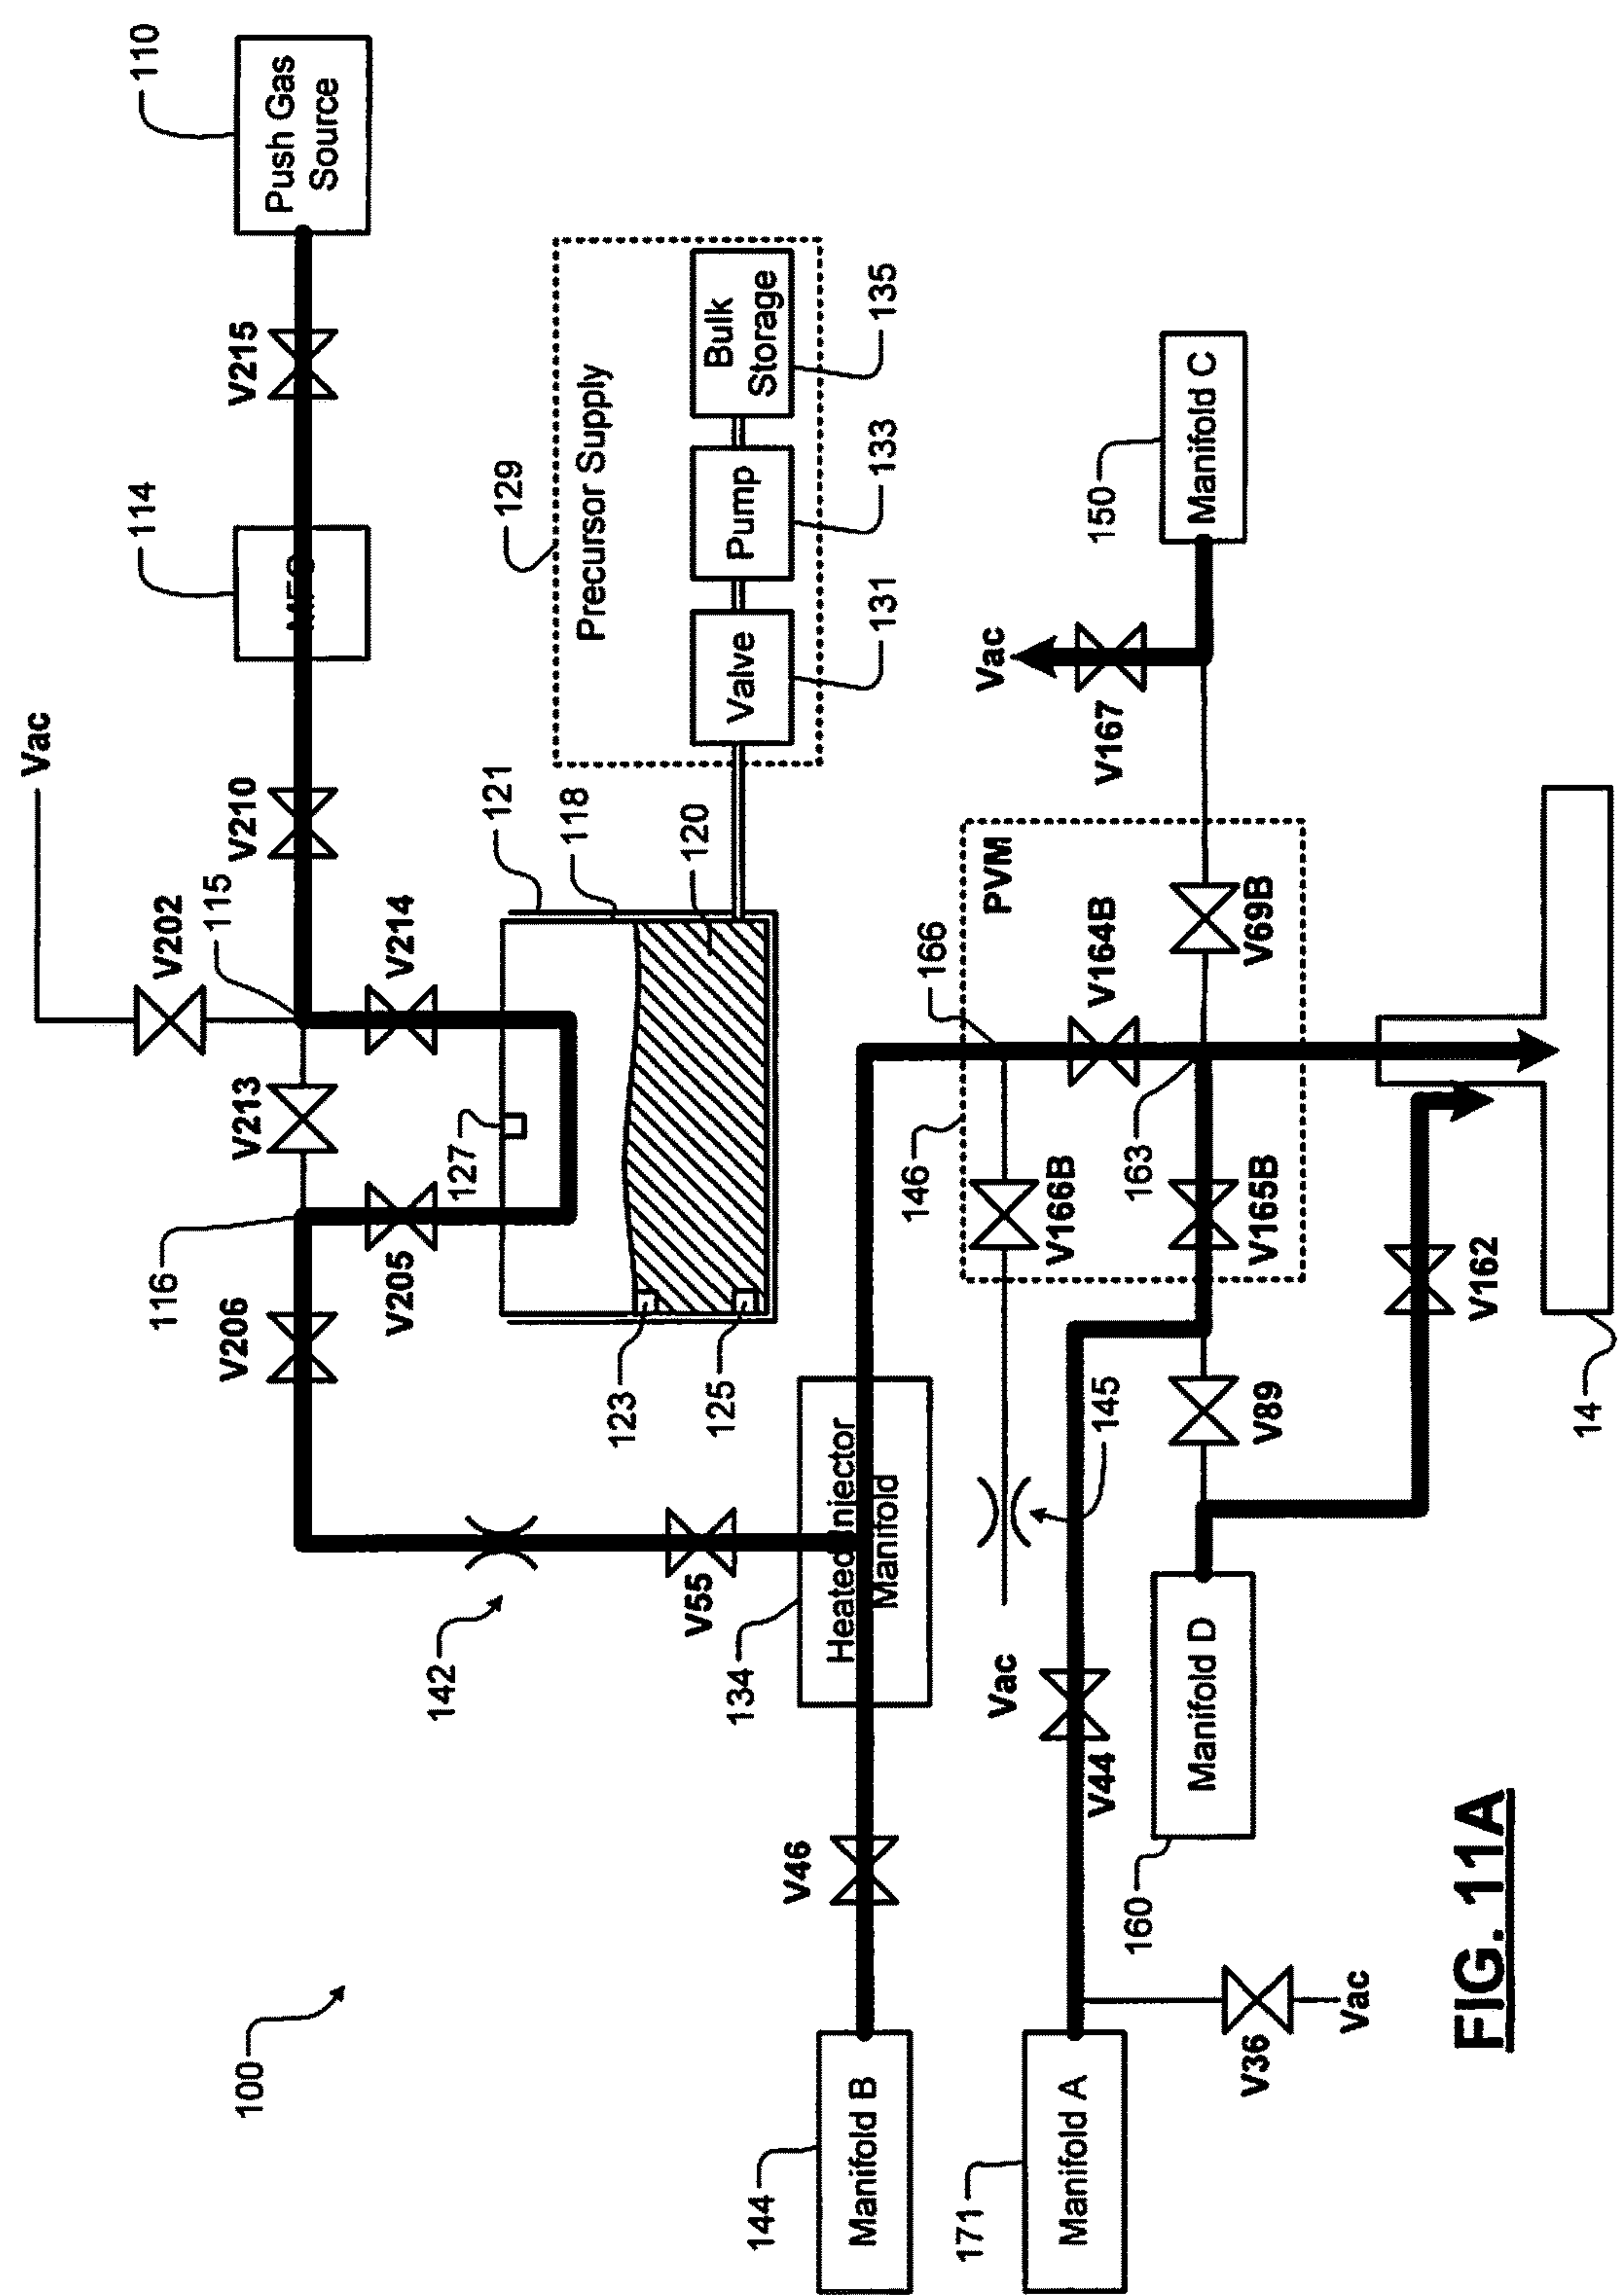 100
144
Manifold B
171
Manifold A
V36
Vac
V46
V44
160
Manifold D
Vac
142
V55
134
Heated Injector
Manifold
145
V89
V206
116
V205
123
125
V213
127
V202
Vac
115
V214
V210
121
118
120
146
V166B
163
V165B
V162
14
166
V164B
PVM
V69B
V167
Vac
150
Manifold C
114
129
Precursor Supply
Valve
131
Pump
133
Bulk
Storage
135
V215
110
Push Gas
Source
FIG. 11A